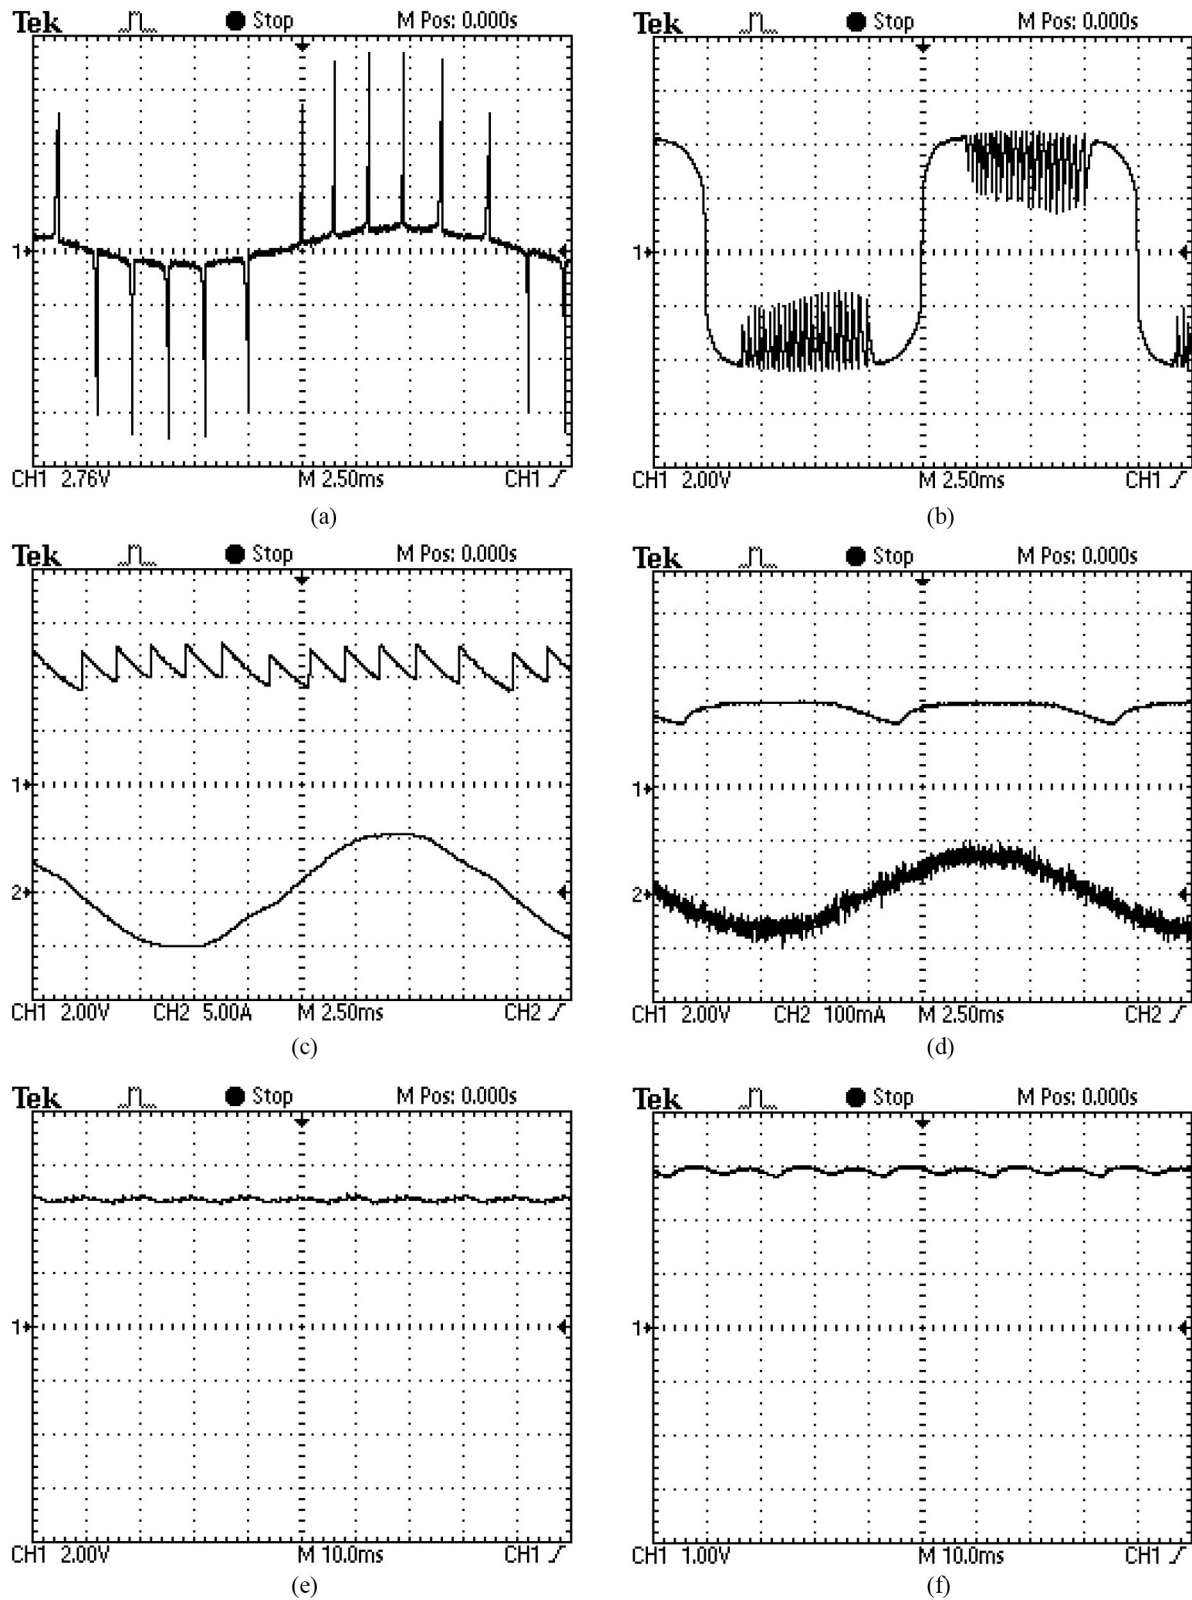 Tek Stop M Pos: 0.000s
1
CH1 2.76V M 2.50ms CH1
(a)
Tek Stop M Pos: 0.000s
1
CH1 2.00V M 2.50ms CH1
(b)
Tek Stop M Pos: 0.000s
1
2
CH1 2.00V CH2 5.00A M 2.50ms CH2
(c)
Tek Stop M Pos: 0.000s
1
2
CH1 2.00V CH2 100mA M 2.50ms CH2
(d)
Tek Stop M Pos: 0.000s
1
CH1 2.00V M 10.0ms CH1
(e)
Tek Stop M Pos: 0.000s
1
CH1 1.00V M 10.0ms CH1
(f)